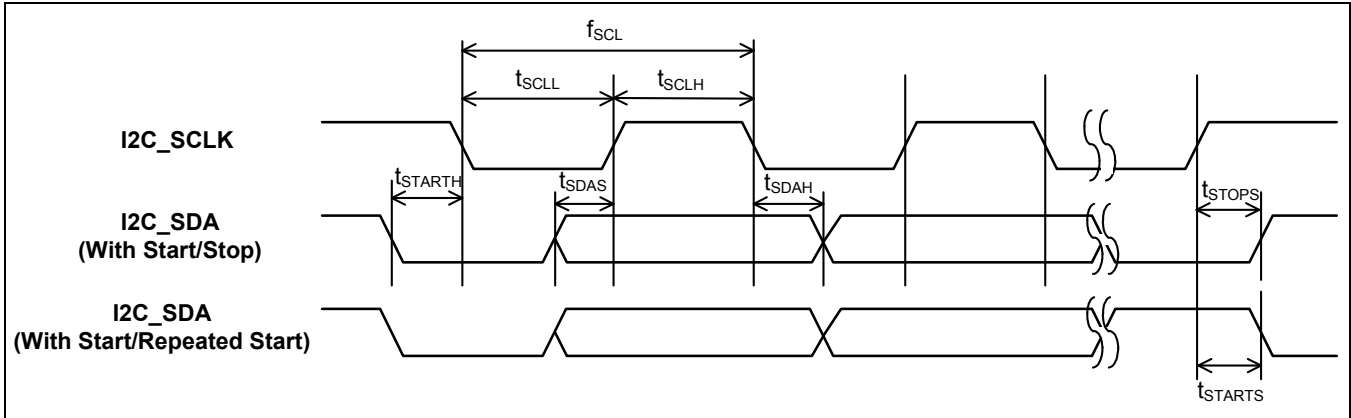 fSCL
tSCLL tSCLH
I2C_SCLK
tSTARTH tSDAS tSDAH tSTOPS
I2C_SDA
(With Start/Stop)
I2C_SDA
(With Start/Repeated Start)
tSTARTS